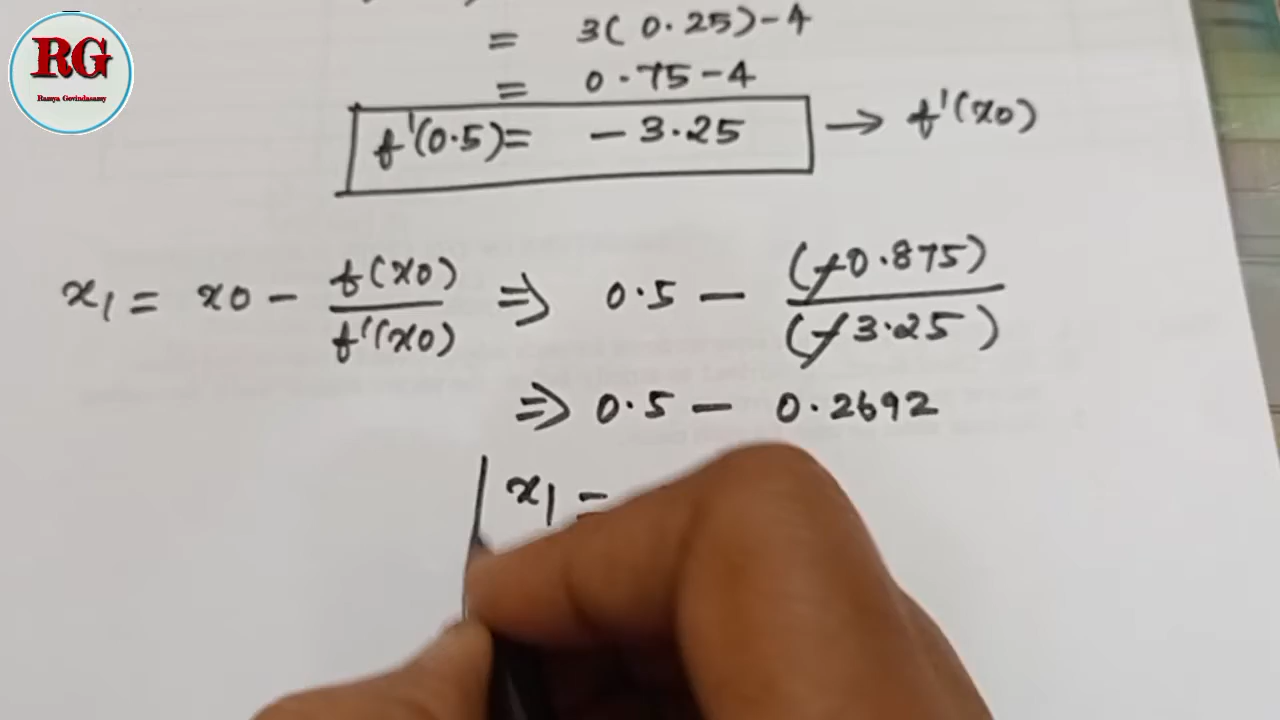 RG
Ramya Govindasamy
= 3(0.25)-4
= 0.75-4
f'(0.5)= -3.25 → f'(x0)
x1 = x0 - f(x0)/f'(x0) ⇒ 0.5 - (-0.875)/(-3.25)
⇒ 0.5 - 0.2692
x1 =